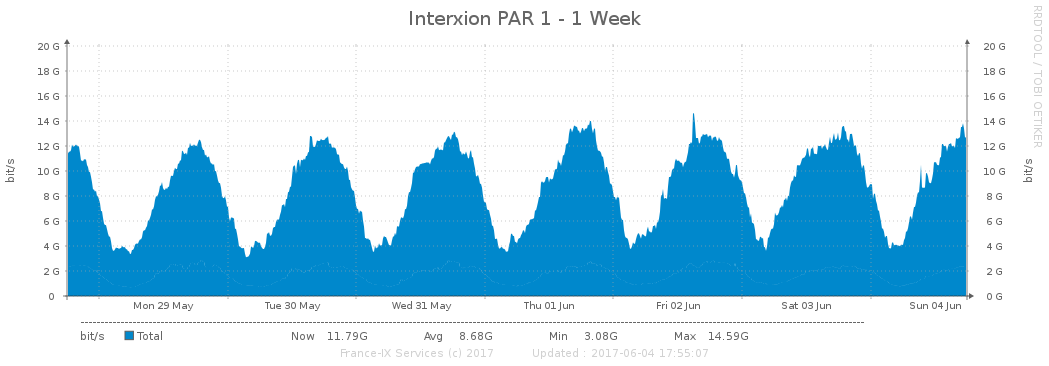 Interxion PAR 1 - 1 Week
RRDTOOL / TOBI OETIKER
20 G 20 G
18 G 18 G
16 G 16 G
14 G 14 G
12 G 12 G
10 G 10 G
8 G 8 G
6 G 6 G
4 G 4 G
2 G 2 G
0 0 G
bit/s
bit/s
Mon 29 May Tue 30 May Wed 31 May Thu 01 Jun Fri 02 Jun Sat 03 Jun Sun 04 Jun
bit/s Total Now 11.79G Avg 8.68G Min 3.08G Max 14.59G
France-IX Services (c) 2017 Updated : 2017-06-04 17:55:07